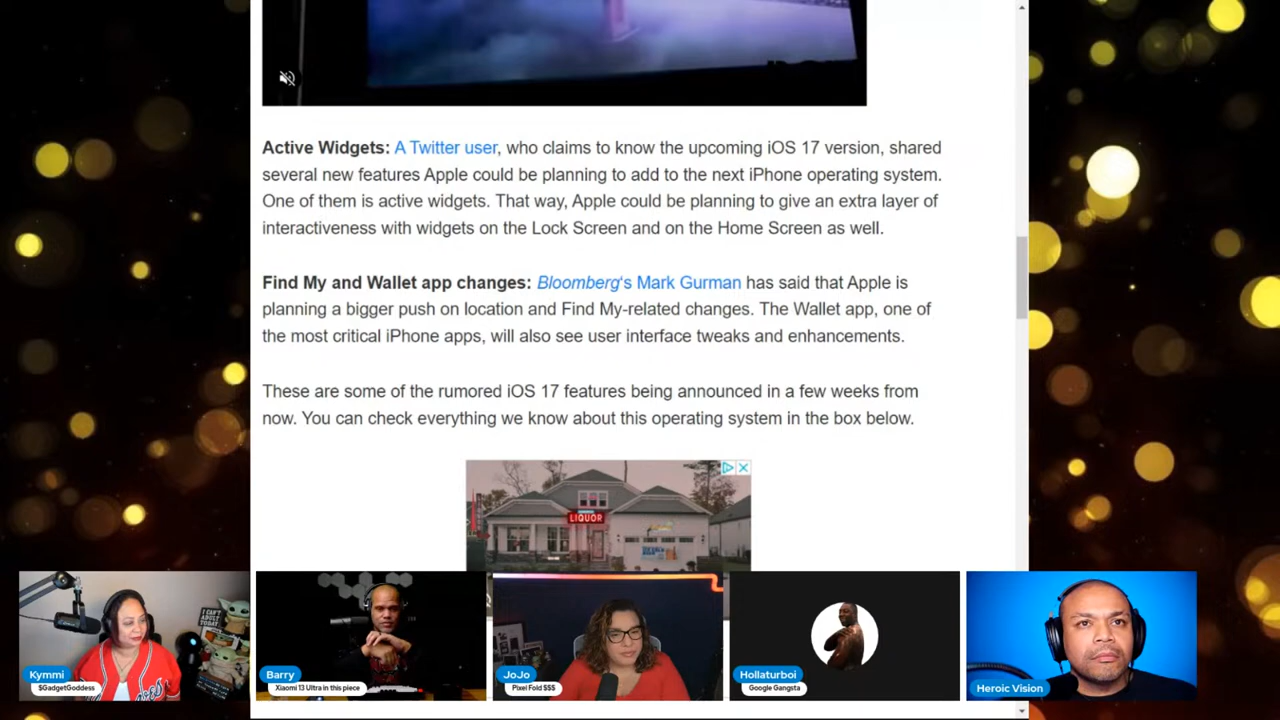 Active Widgets: A Twitter user, who claims to know the upcoming iOS 17 version, shared
several new features Apple could be planning to add to the next iPhone operating system.
One of them is active widgets. That way, Apple could be planning to give an extra layer of
interactiveness with widgets on the Lock Screen and on the Home Screen as well.
Find My and Wallet app changes: Bloomberg's Mark Gurman has said that Apple is
planning a bigger push on location and Find My-related changes. The Wallet app, one of
the most critical iPhone apps, will also see user interface tweaks and enhancements.
These are some of the rumored iOS 17 features being announced in a few weeks from
now. You can check everything we know about this operating system in the box below.
LIQUOR
I CAN'T
ADULT
TODAY
Kymmi
$GadgetGoddess
Barry
Xiaomi 13 Ultra in this piece
JoJo
Pixel Fold $$$
Hollaturboi
Google Gangsta
Heroic Vision